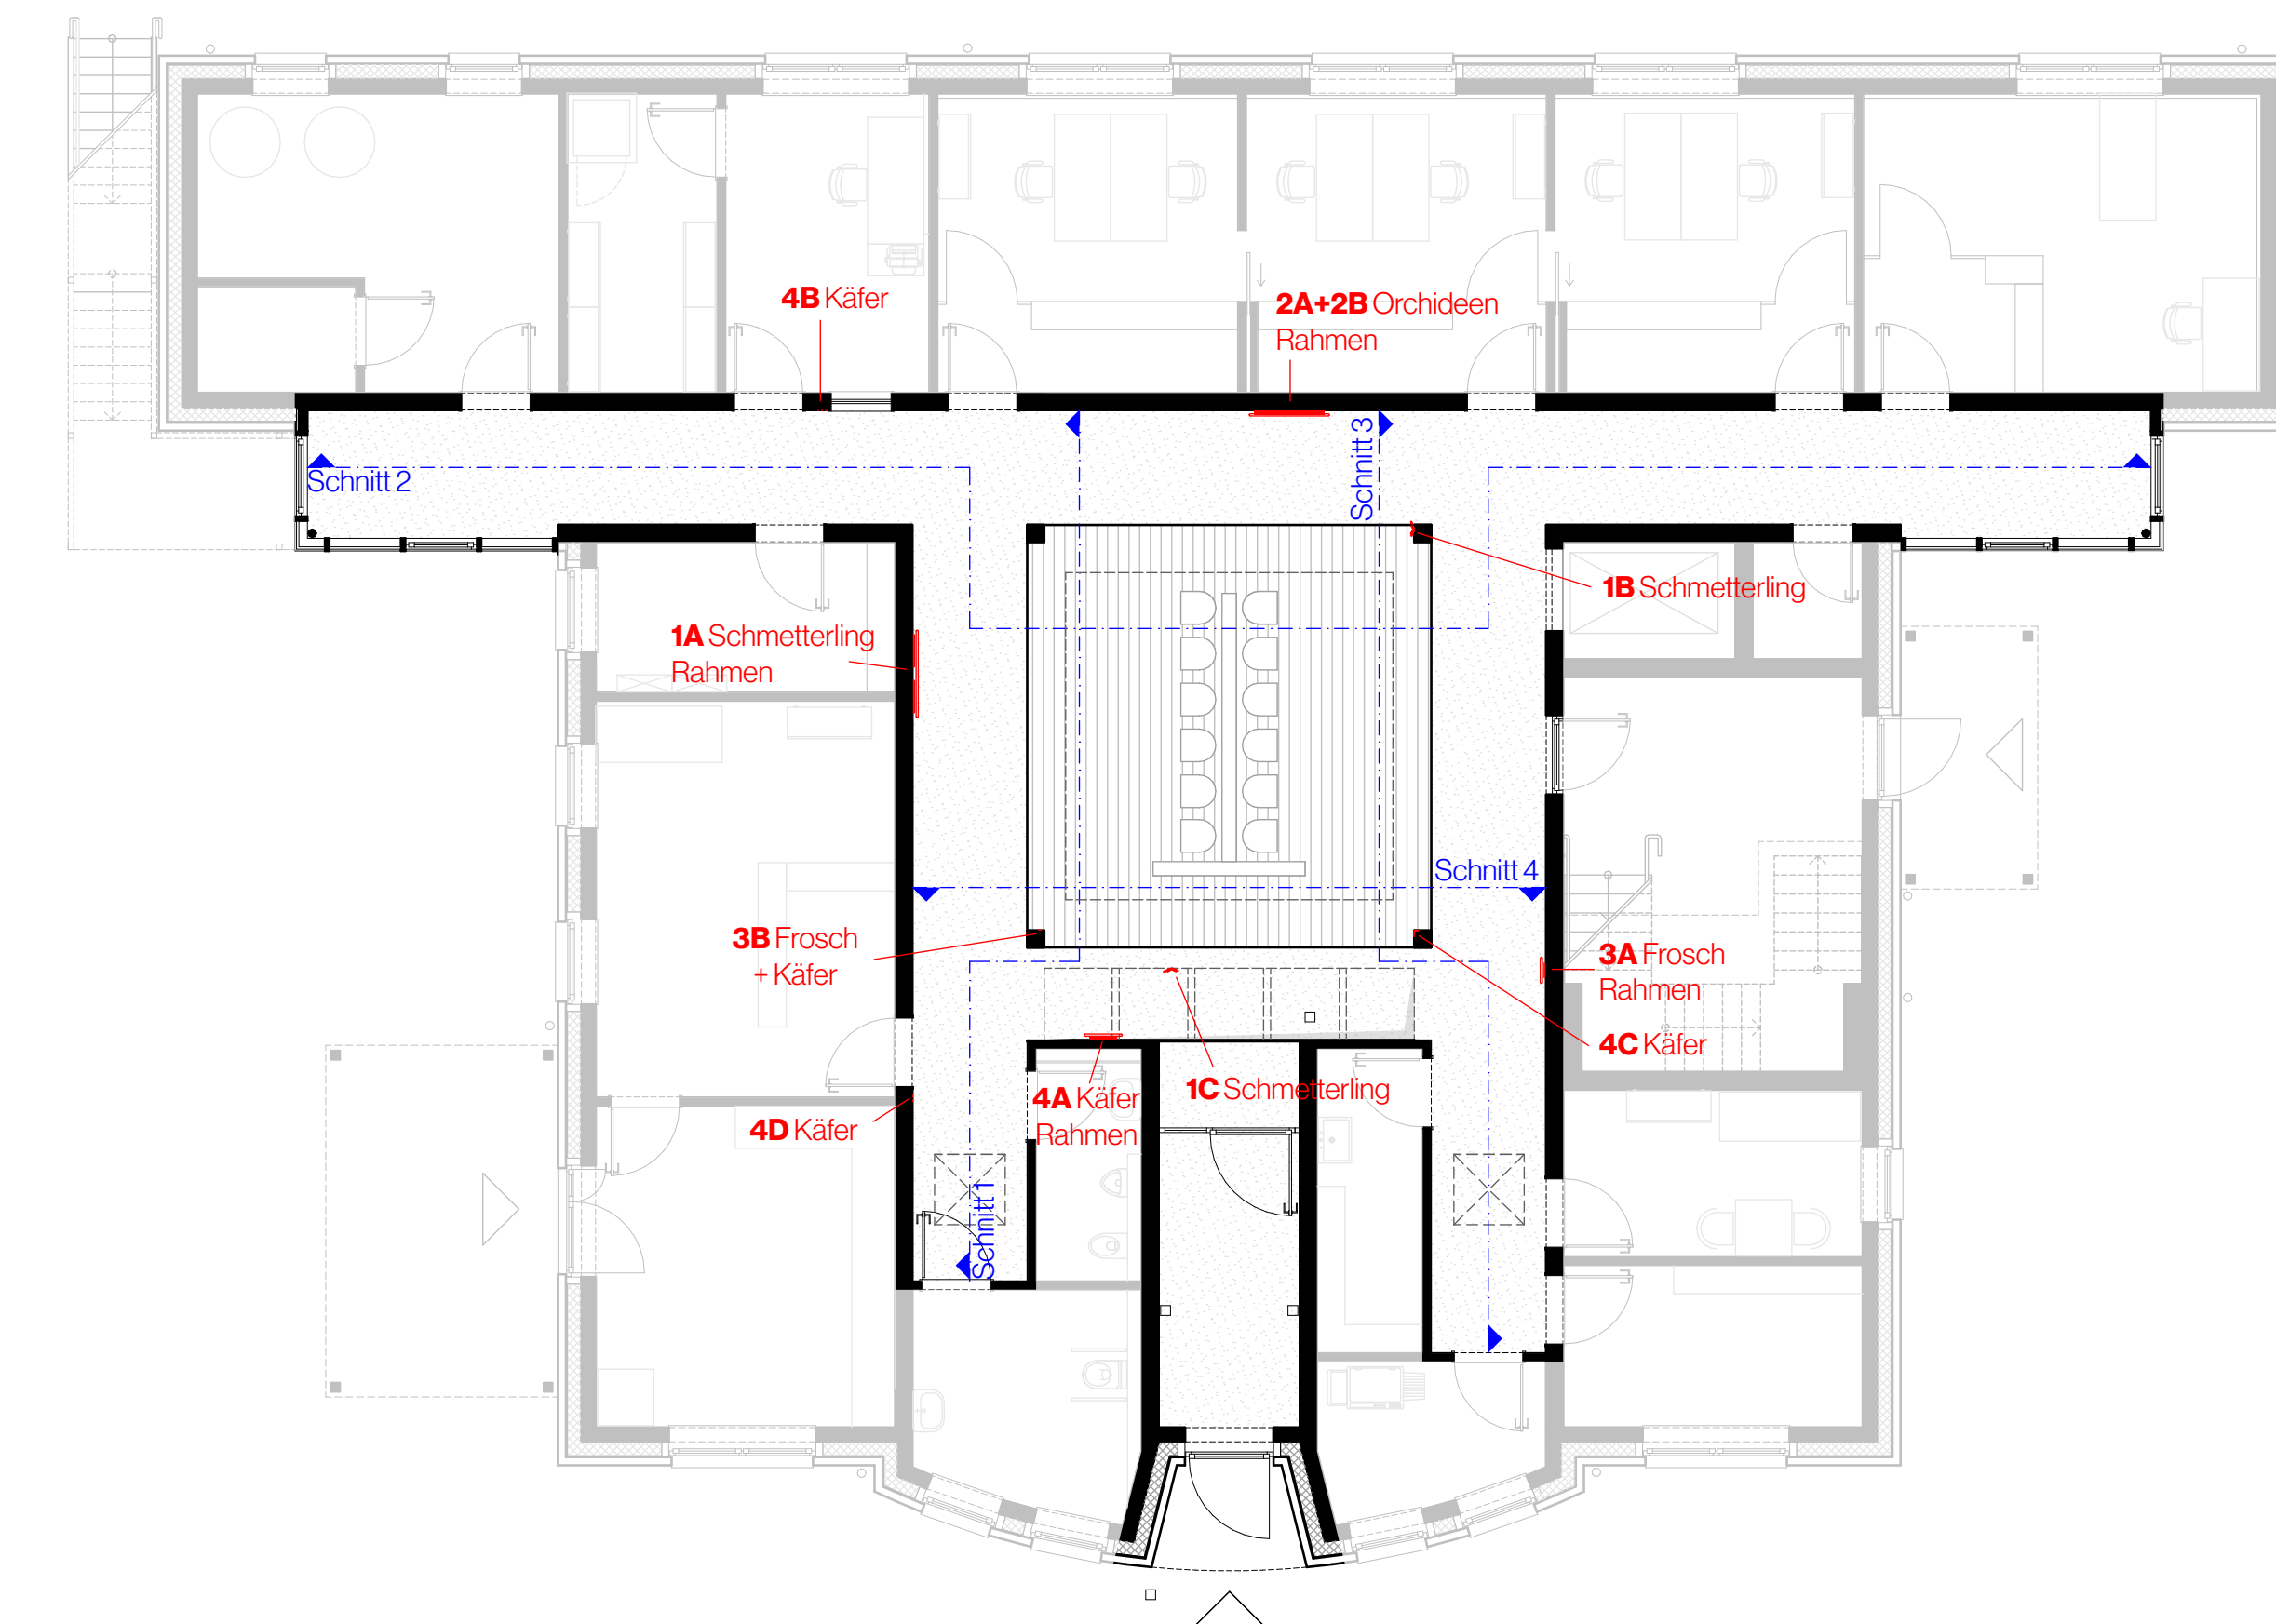 4B Käfer
2A+2B Orchideen
Rahmen
Schnitt 3
Schnitt 2
1B Schmetterling
1A Schmetterling
Rahmen
Schnitt 4
3B Frosch
+ Käfer
3A Frosch
Rahmen
4C Käfer
4A Käfer
Rahmen
1C Schmetterling
4D Käfer
Schnitt 1